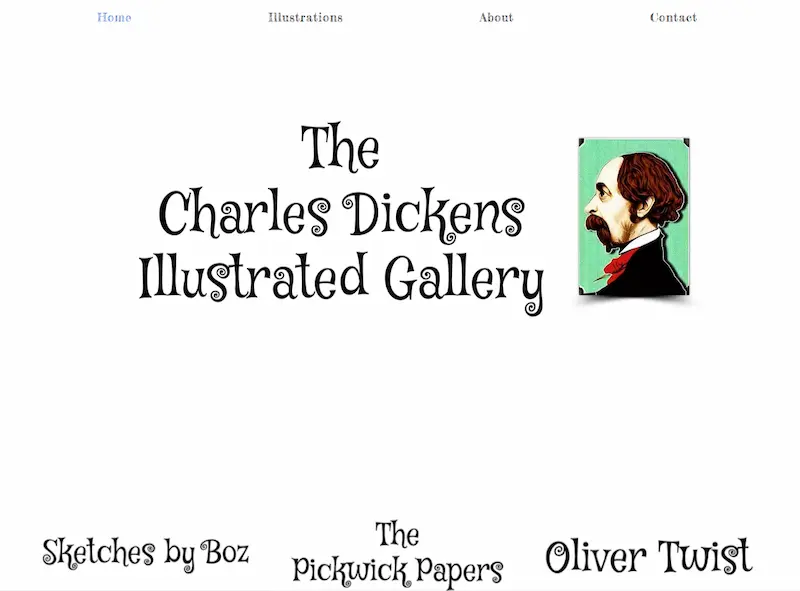 Home Illustrations About Contact
The
Charles Dickens
Illustrated Gallery
Sketches by Boz
The
Pickwick Papers
Oliver Twist